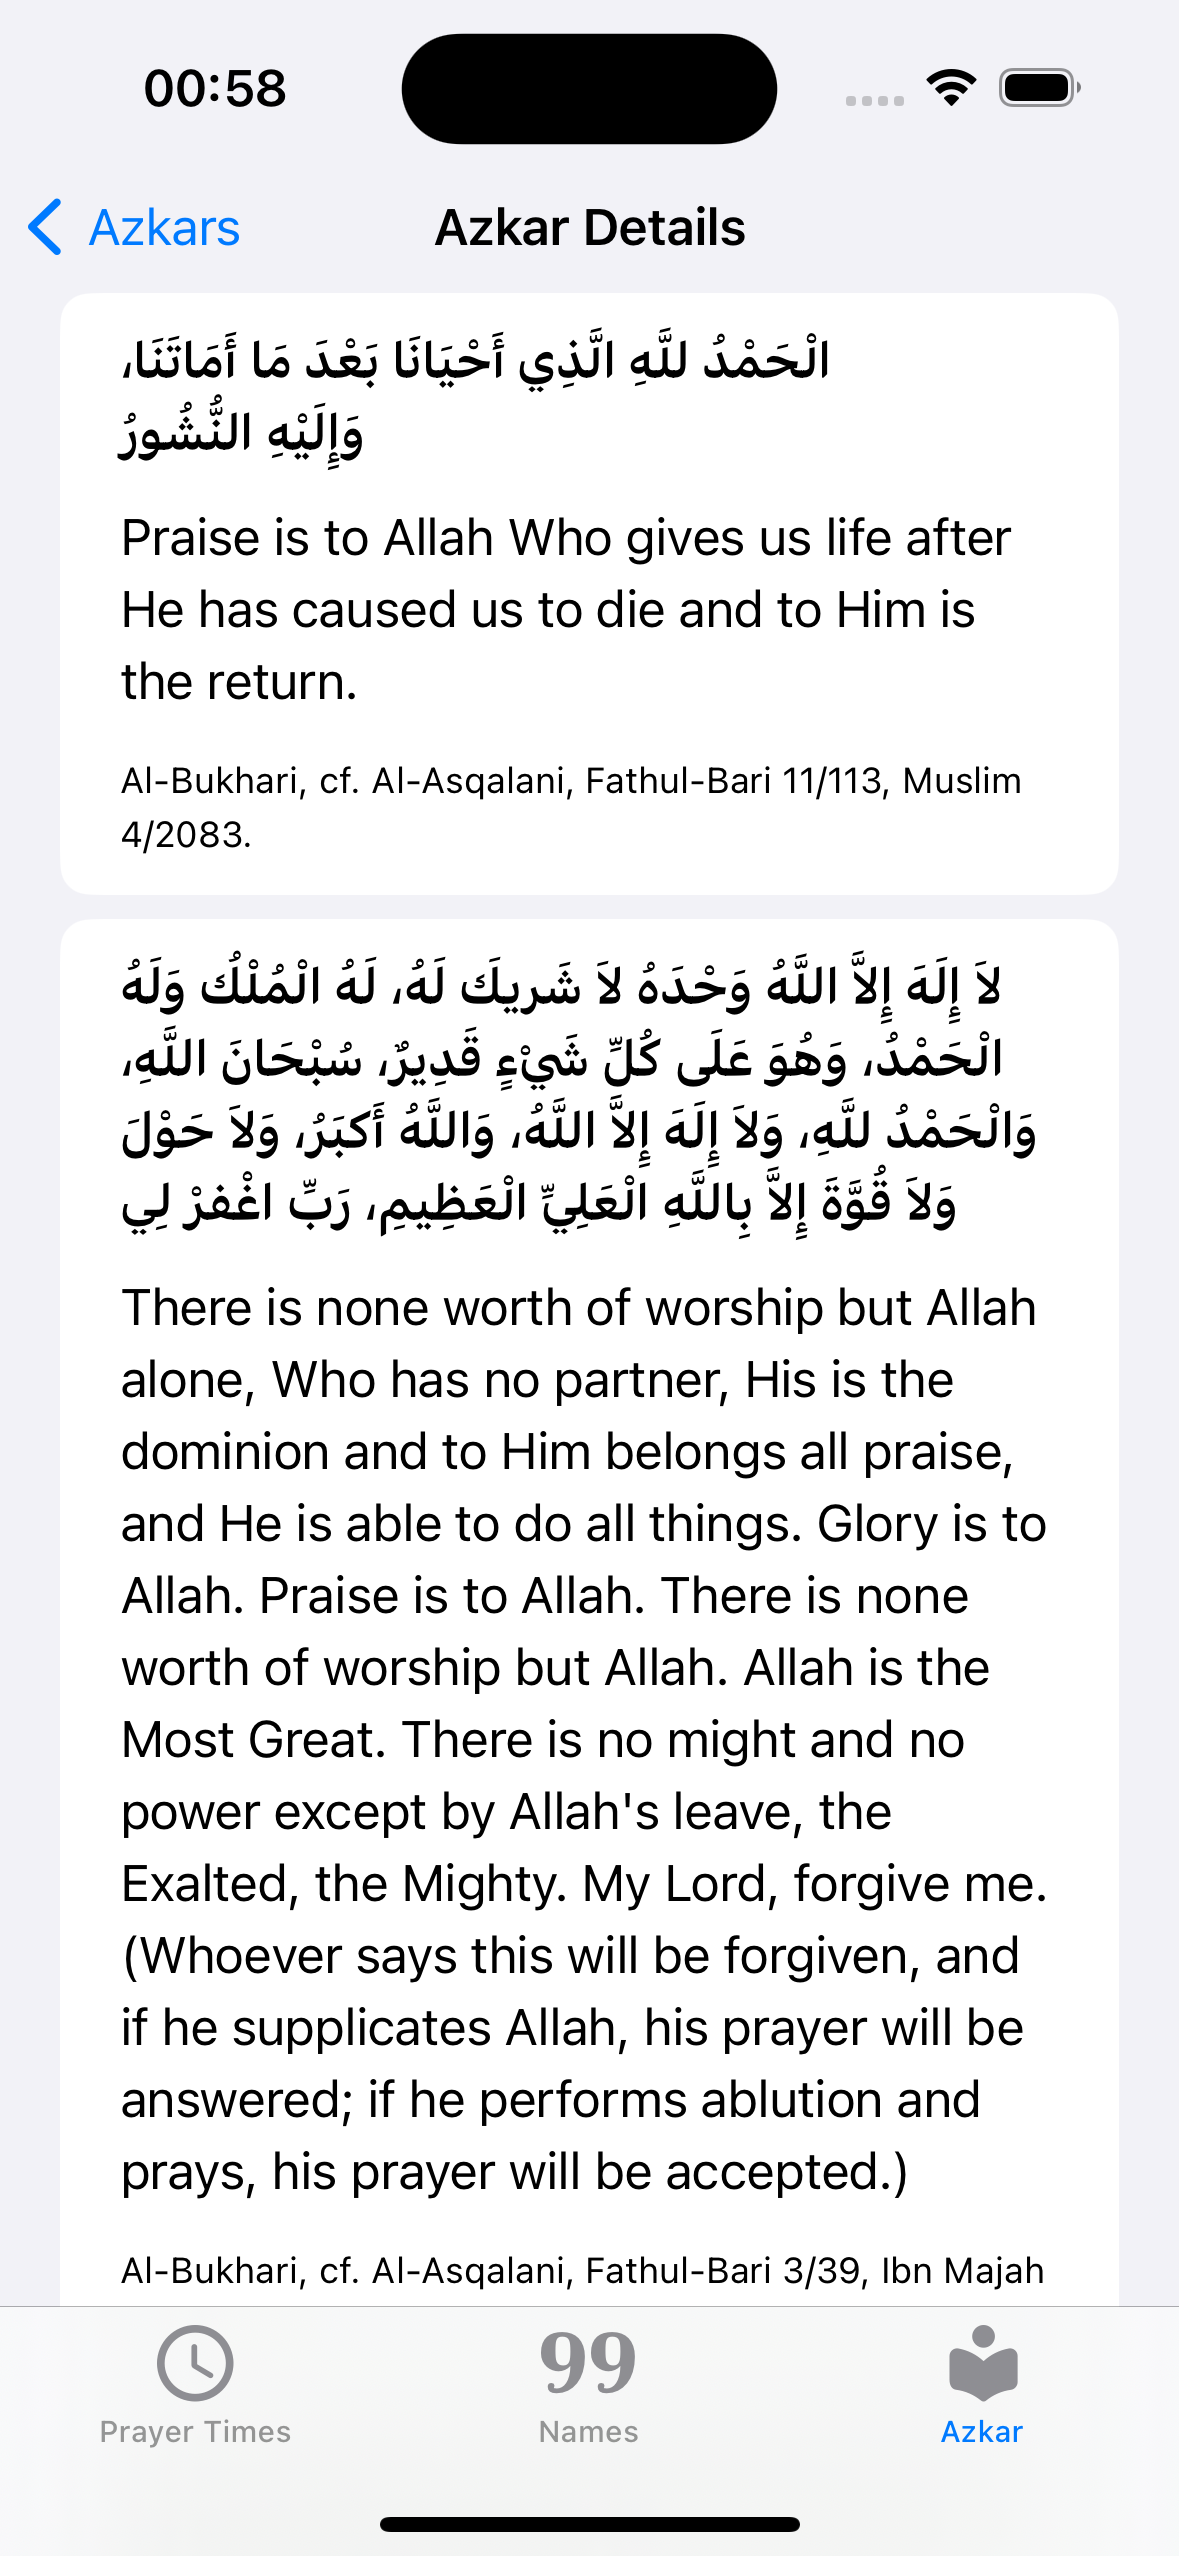 00:58
Azkars
Azkar Details
الْحَمْدُ للَّهِ الَّذِي أَحْيَانَا بَعْدَ مَا أَمَاتَنَا،
وَإِلَيْهِ النُّشُورُ
Praise is to Allah Who gives us life after
He has caused us to die and to Him is
the return.
Al-Bukhari, cf. Al-Asqalani, Fathul-Bari 11/113, Muslim
4/2083.
لاَ إِلَهَ إِلاَّ اللَّهُ وَحْدَهُ لاَ شَريكَ لَهُ، لَهُ الْمُلْكُ وَلَهُ
الْحَمْدُ، وَهُوَ عَلَى كُلِّ شَيْءٍ قَدِيرٌ، سُبْحَانَ اللَّهِ،
وَالْحَمْدُ للَّهِ، وَلاَ إِلَهَ إِلاَّ اللَّهُ، وَاللَّهُ أَكبَرُ، وَلاَ حَوْلَ
وَلاَ قُوَّةَ إِلاَّ بِاللَّهِ الْعَلِيِّ الْعَظِيمِ، رَبِّ اغْفرْ لِي
There is none worth of worship but Allah
alone, Who has no partner, His is the
dominion and to Him belongs all praise,
and He is able to do all things. Glory is to
Allah. Praise is to Allah. There is none
worth of worship but Allah. Allah is the
Most Great. There is no might and no
power except by Allah's leave, the
Exalted, the Mighty. My Lord, forgive me.
(Whoever says this will be forgiven, and
if he supplicates Allah, his prayer will be
answered; if he performs ablution and
prays, his prayer will be accepted.)
Al-Bukhari, cf. Al-Asqalani, Fathul-Bari 3/39, Ibn Majah
99
Prayer Times
Names
Azkar